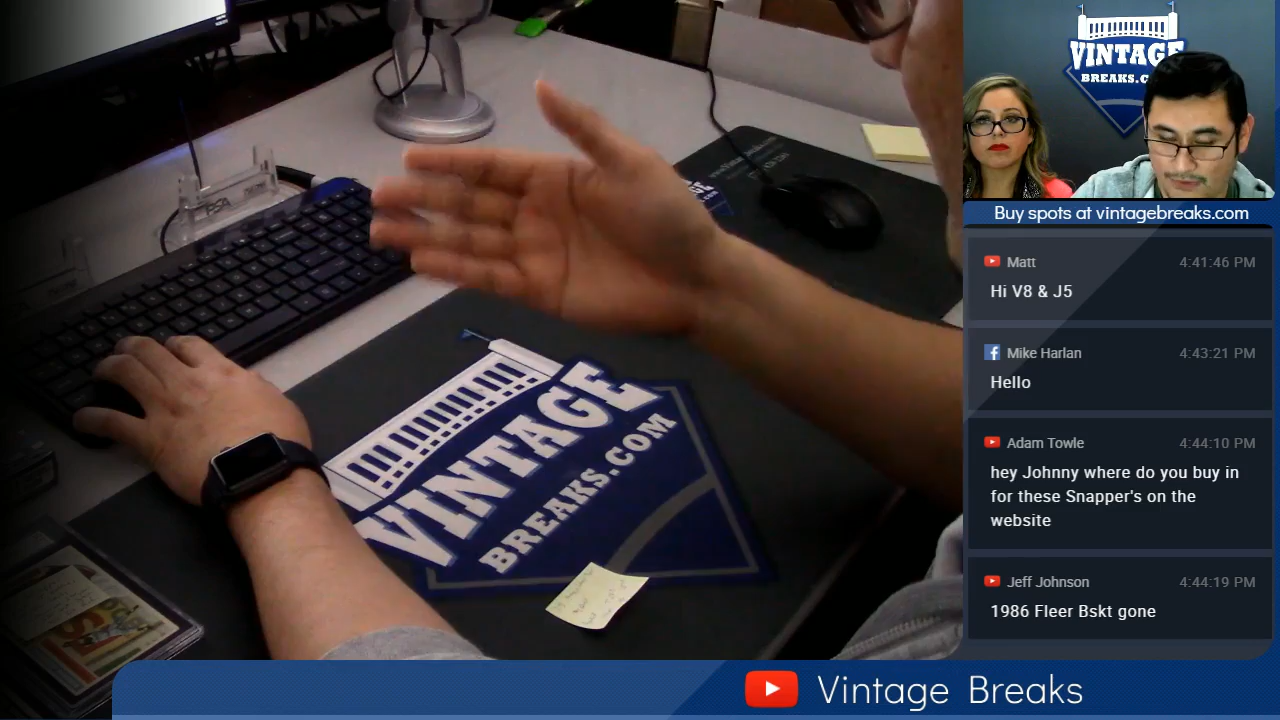 VINTAGE
BREAKS.C
Buy spots at vintagebreaks.com
Matt 4:41:46 PM
Hi V8 & J5
Mike Harlan 4:43:21 PM
Hello
Adam Towle 4:44:10 PM
hey Johnny where do you buy in
for these Snapper's on the
website
Jeff Johnson 4:44:19 PM
1986 Fleer Bskt gone
PSA
VINTAGE
BREAKS.COM
Vintage Breaks